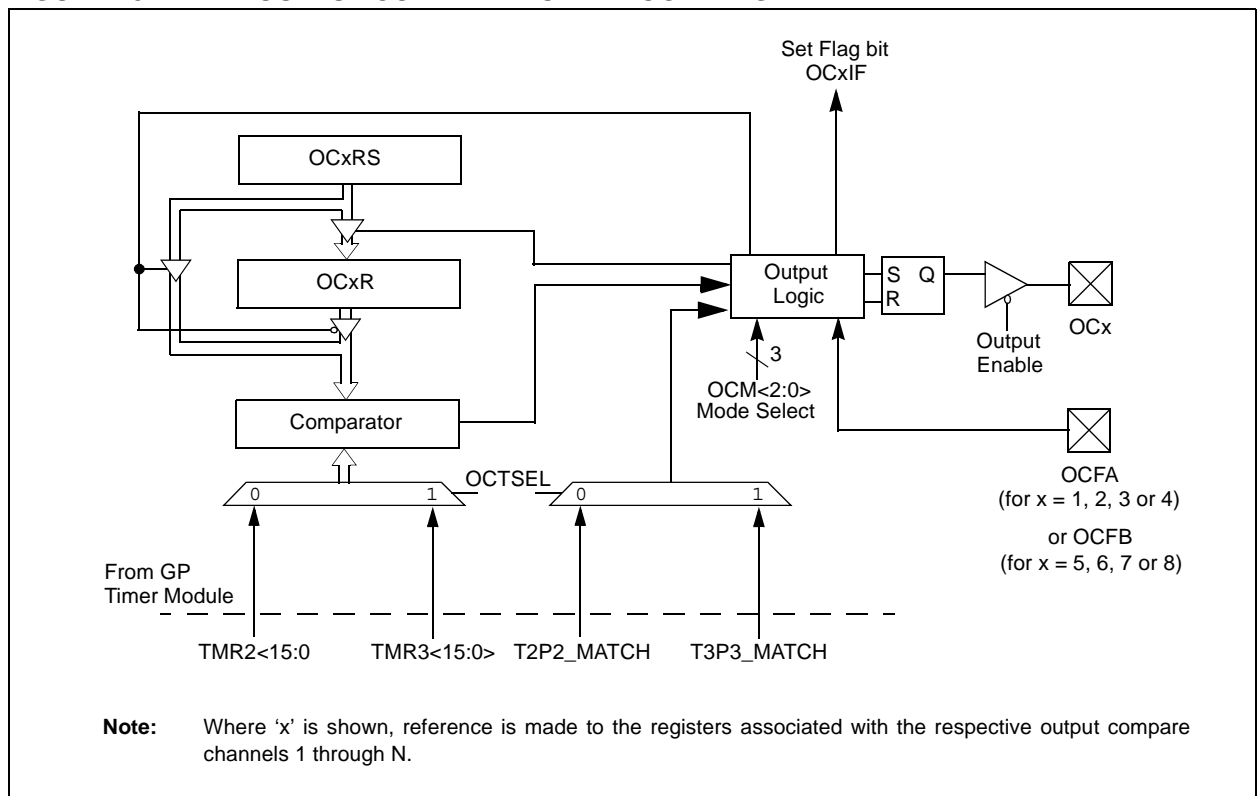 Set Flag bit
OCxIF
OCxRS
OCxR
Output
Logic
S Q
R
OCx
Output
Enable
3
OCM<2:0>
Mode Select
Comparator
OCTSEL
0 1
0 1
OCFA
(for x = 1, 2, 3 or 4)
or OCFB
(for x = 5, 6, 7 or 8)
From GP
Timer Module
TMR2<15:0 TMR3<15:0> T2P2_MATCH T3P3_MATCH
Note: Where ‘x’ is shown, reference is made to the registers associated with the respective output compare
channels 1 through N.